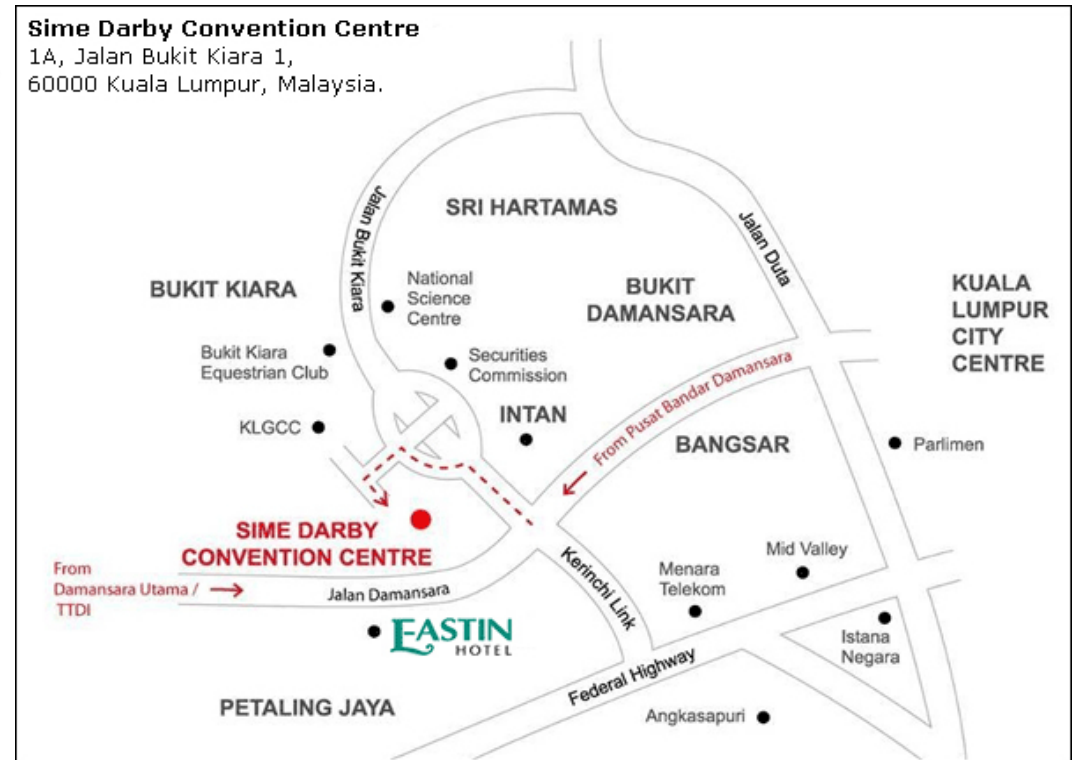 Sime Darby Convention Centre
1A, Jalan Bukit Kiara 1,
60000 Kuala Lumpur, Malaysia.
SRI HARTAMAS
Jalan Bukit Kiara
Jalan Duta
BUKIT KIARA
National
Science
Centre
BUKIT
DAMANSARA
KUALA
LUMPUR
CITY
CENTRE
Bukit Kiara
Equestrian Club
Securities
Commission
From Pusat Bandar Damansara
INTAN
KLGCC
BANGSAR
Parlimen
SIME DARBY
CONVENTION CENTRE
From
Damansara Utama /
TTDI
Jalan Damansara
Kerinchi Link
Menara
Telekom
Mid Valley
EASTIN
HOTEL
Istana
Negara
Federal Highway
PETALING JAYA
Angkasapuri